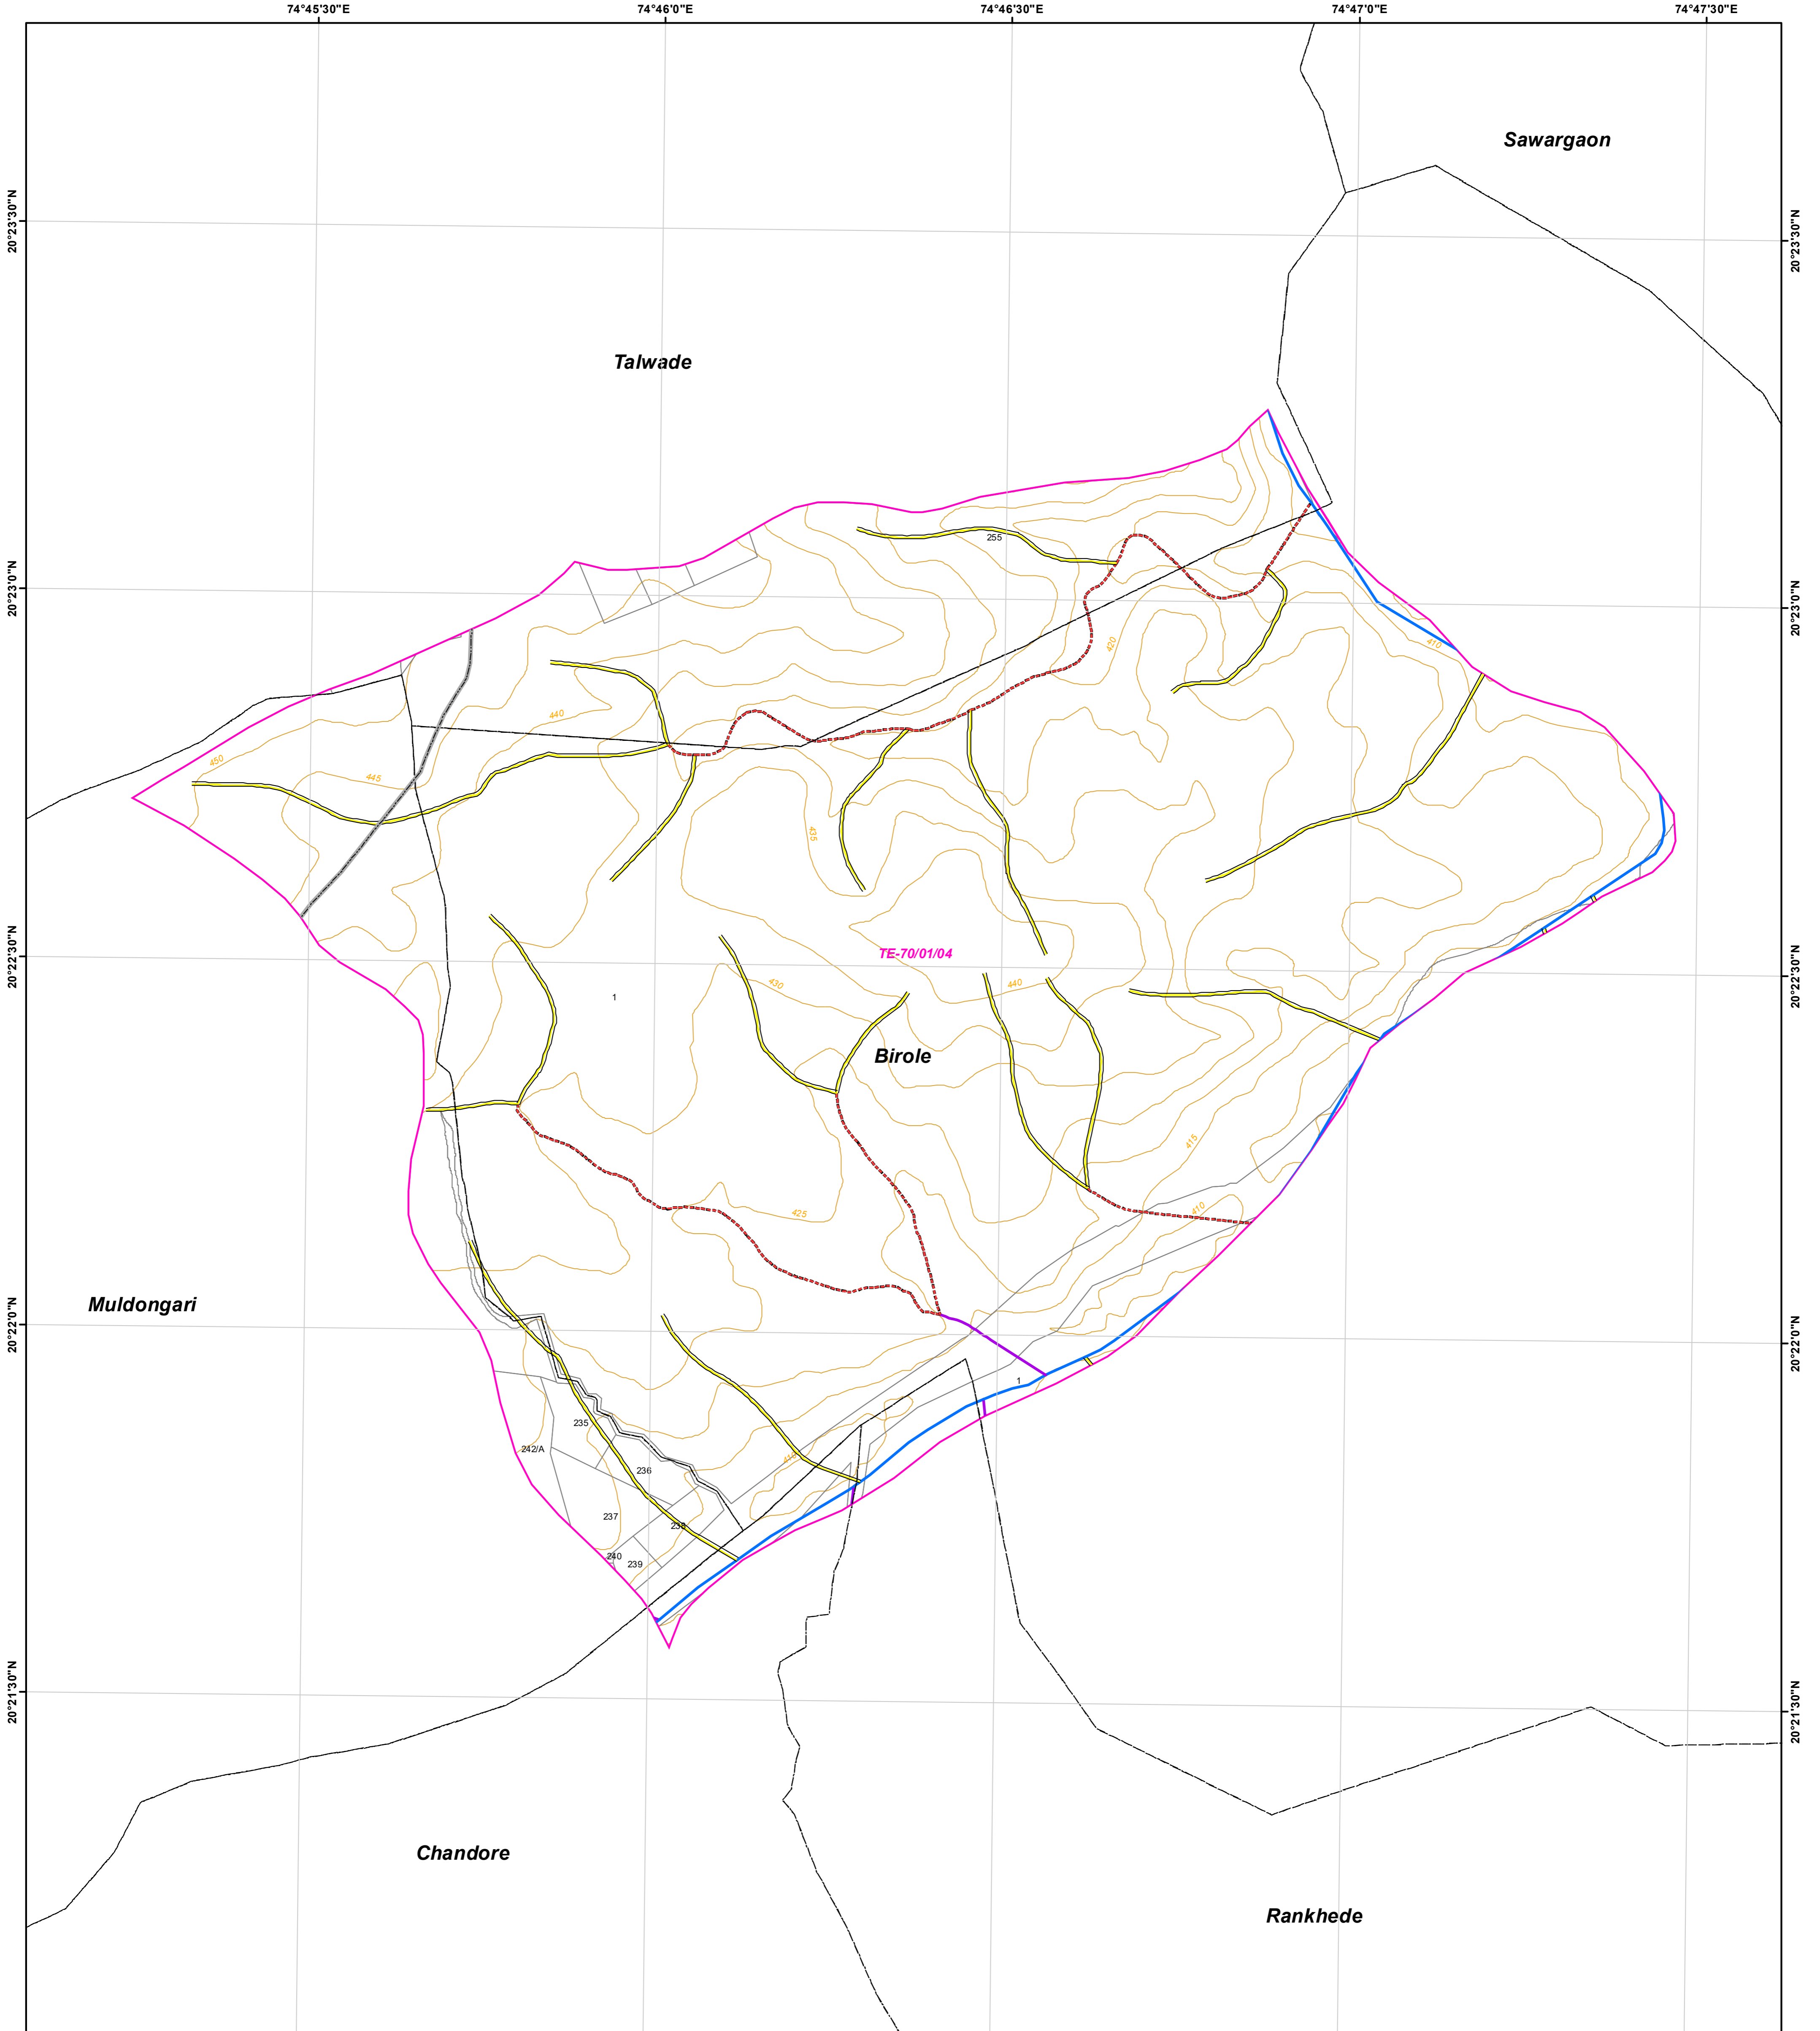 74°45'30"E
74°46'0"E
74°46'30"E
74°47'0"E
74°47'30"E
Sawargaon
20°23'30"N
20°23'30"N
Talwade
255
20°23'0"N
20°23'0"N
420
410
440
450
445
435
TE-70/01/04
20°22'30"N
20°22'30"N
430
440
1
Birole
415
410
425
Muldongari
20°22'0"N
20°22'0"N
1
235
242/A
410
236
237
238
240
239
20°21'30"N
20°21'30"N
Chandore
Rankhede